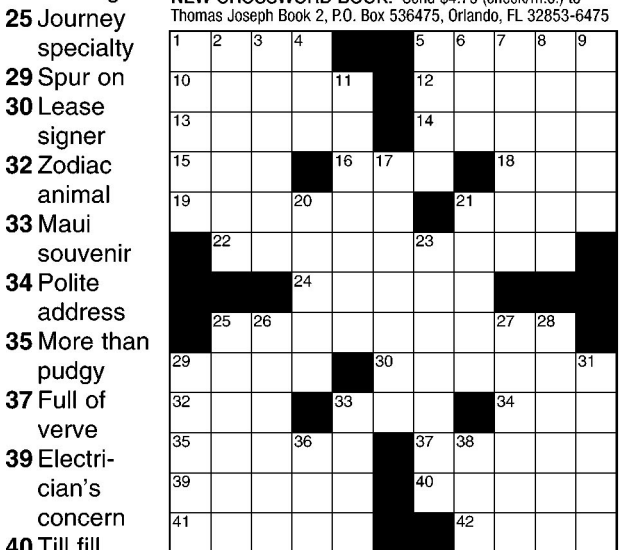 NEW CROSSWORD BOOK! Send $4.75 (check/m.o.) to
Thomas Joseph Book 2, P.O. Box 536475, Orlando, FL 32853-6475
25 Journey
specialty
29 Spur on
30 Lease
signer
32 Zodiac
animal
33 Maui
souvenir
34 Polite
address
35 More than
pudgy
37 Full of
verve
39 Electri-
cian's
concern
40 Till fill
1 2 3 4 5 6 7 8 9
10 11 12
13 14
15 16 17 18
19 20 21
22 23
24
25 26 27 28
29 30 31
32 33 34
35 36 37 38
39 40
41 42